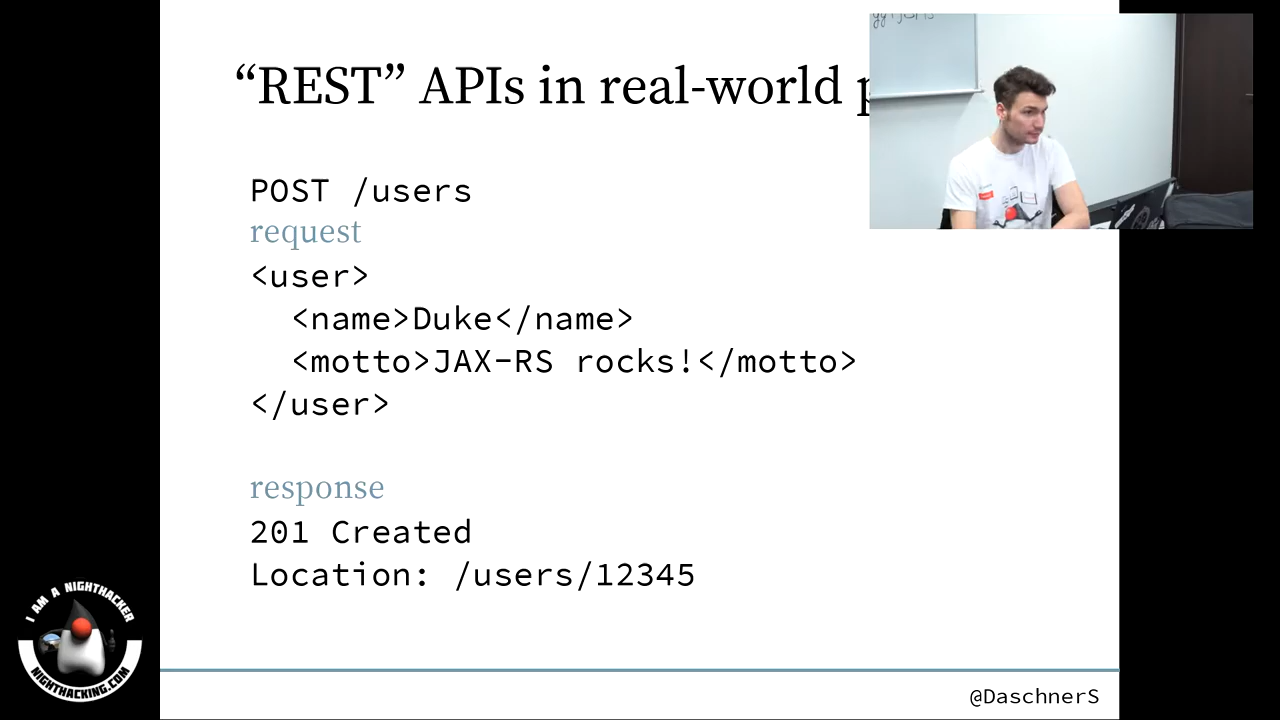 “REST” APIs in real-world
POST /users
request
<user>
  <name>Duke</name>
  <motto>JAX-RS rocks!</motto>
</user>
response
201 Created
Location: /users/12345
I AM A NIGHTHACKER
NIGHTHACKING.COM
@DaschnerS